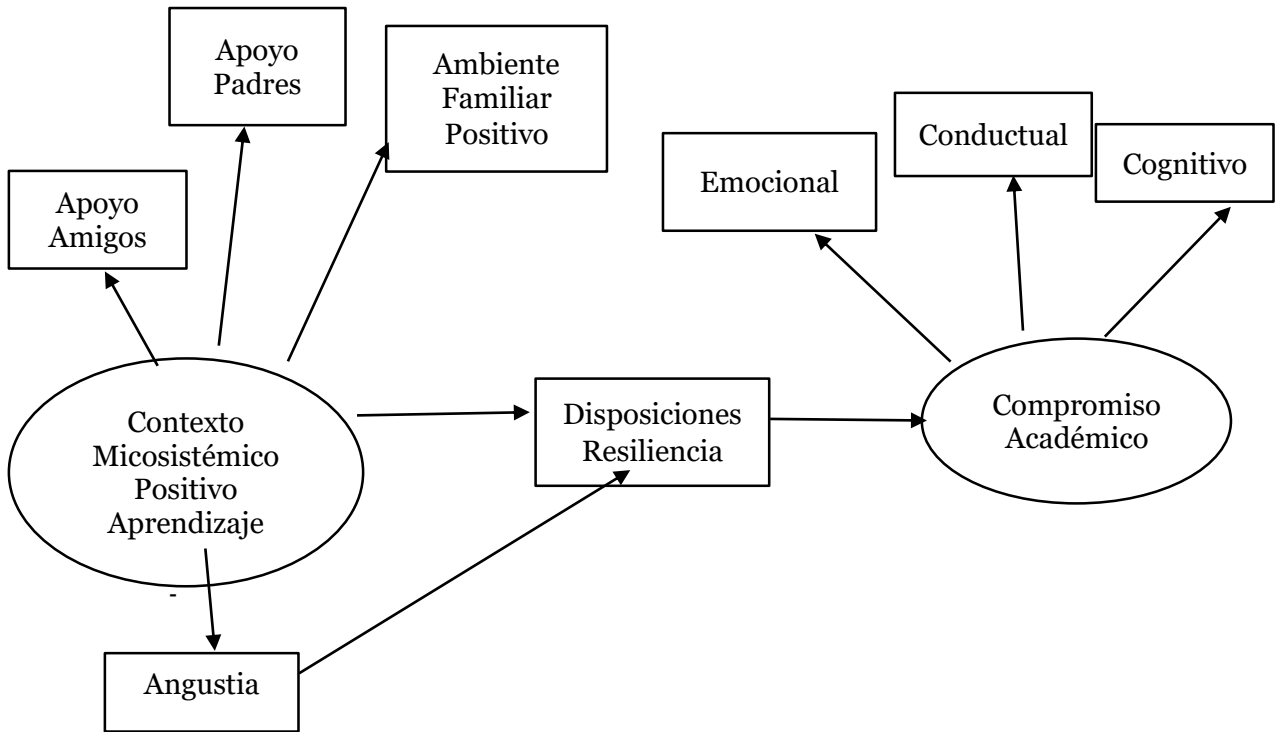 Apoyo
Padres
Ambiente
Familiar
Positivo
Apoyo
Amigos
Emocional
Conductual
Cognitivo
Contexto
Micosistémico
Positivo
Aprendizaje
Disposiciones
Resiliencia
Compromiso
Académico
-
Angustia